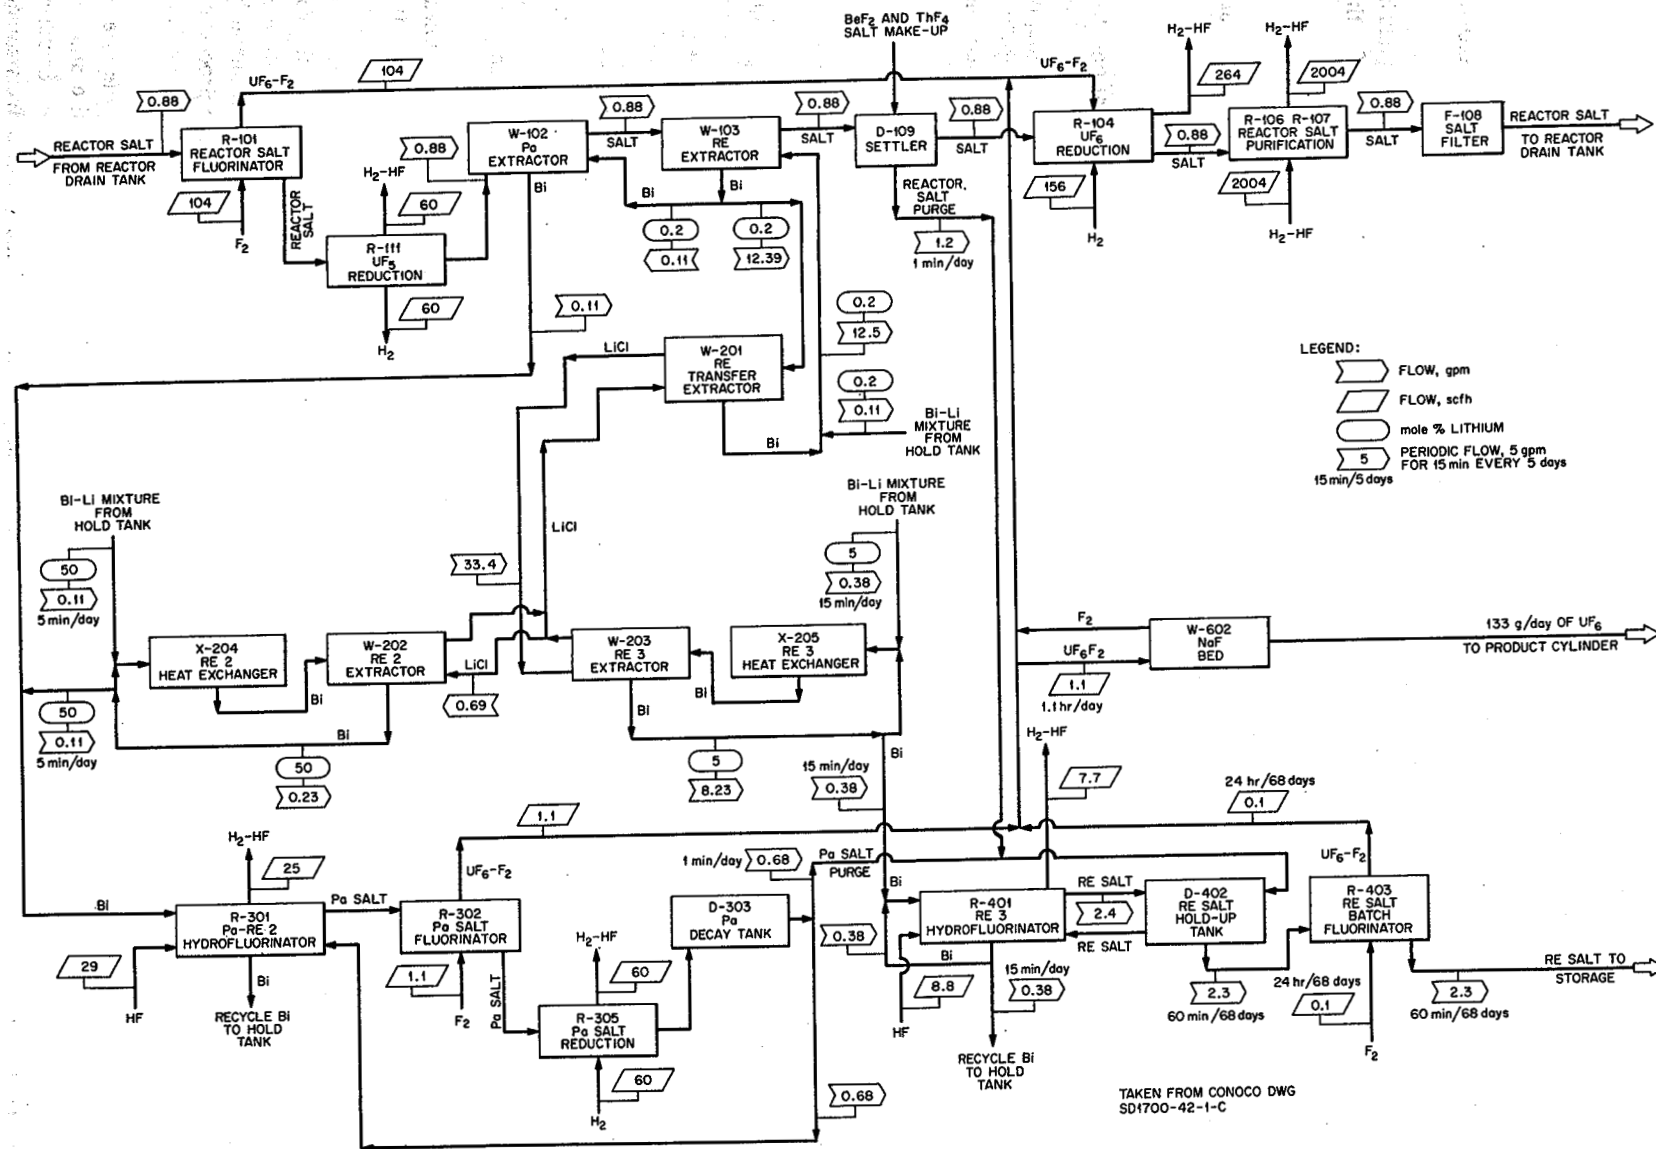 BeF2 AND ThF4
SALT MAKE-UP
UF6-F2
104
UF6-F2
H2-HF
264
H2-HF
2004
0.88
REACTOR SALT
FROM REACTOR
DRAIN TANK
R-101
REACTOR SALT
FLUORINATOR
104
F2
REACTOR
SALT
H2-HF
60
R-111
UF5
REDUCTION
60
H2
0.88
W-102
Pa
EXTRACTOR
0.88
SALT
W-103
RE
EXTRACTOR
0.88
SALT
D-109
SETTLER
0.88
SALT
R-104
UF6
REDUCTION
0.88
SALT
R-106 R-107
REACTOR SALT
PURIFICATION
0.88
SALT
F-108
SALT
FILTER
REACTOR SALT
TO REACTOR
DRAIN TANK
Bi
Bi
Bi
0.2
0.11
0.2
12.39
REACTOR
SALT
PURGE
1.2
1 min/day
156
H2
2004
H2-HF
0.11
LiCl
W-201
RE
TRANSFER
EXTRACTOR
Bi
0.2
12.5
0.2
0.11
Bi-Li
MIXTURE
FROM
HOLD TANK
LEGEND:
FLOW, gpm
FLOW, scfh
mole % LITHIUM
5
PERIODIC FLOW, 5 gpm
FOR 15 min EVERY 5 days
15 min/5 days
Bi-Li MIXTURE
FROM
HOLD TANK
50
0.11
5 min/day
LiCl
33.4
Bi-Li MIXTURE
FROM
HOLD TANK
5
0.38
15 min/day
X-204
RE 2
HEAT EXCHANGER
Bi
W-202
RE 2
EXTRACTOR
LiCl
0.69
W-203
RE 3
EXTRACTOR
Bi
X-205
RE 3
HEAT EXCHANGER
F2
UF6F2
1.1
1.1 hr/day
W-602
NaF
BED
133 g/day OF UF6
TO PRODUCT CYLINDER
50
0.11
5 min/day
Bi
50
0.23
Bi
5
8.23
Bi
15 min/day
0.38
H2-HF
7.7
24 hr/68 days
0.1
1.1
H2-HF
25
UF6-F2
1 min/day
0.68
Pa SALT
PURGE
Bi
UF6-F2
Bi
R-301
Pa-RE 2
HYDROFLUORINATOR
Pa SALT
R-302
Pa SALT
FLUORINATOR
D-303
Pa
DECAY TANK
R-401
RE 3
HYDROFLUORINATOR
RE SALT
2.4
RE SALT
D-402
RE SALT
HOLD-UP
TANK
R-403
RE SALT
BATCH
FLUORINATOR
29
HF
Bi
RECYCLE Bi
TO HOLD
TANK
1.1
F2
Pa SALT
H2-HF
60
R-305
Pa SALT
REDUCTION
60
H2
0.68
0.38
Bi
8.8
HF
15 min/day
0.38
RECYCLE Bi
TO HOLD
TANK
2.3
60 min/68 days
24 hr/68 days
0.1
F2
2.3
60 min/68 days
RE SALT TO
STORAGE
TAKEN FROM CONOCO DWG
SD1700-42-1-C